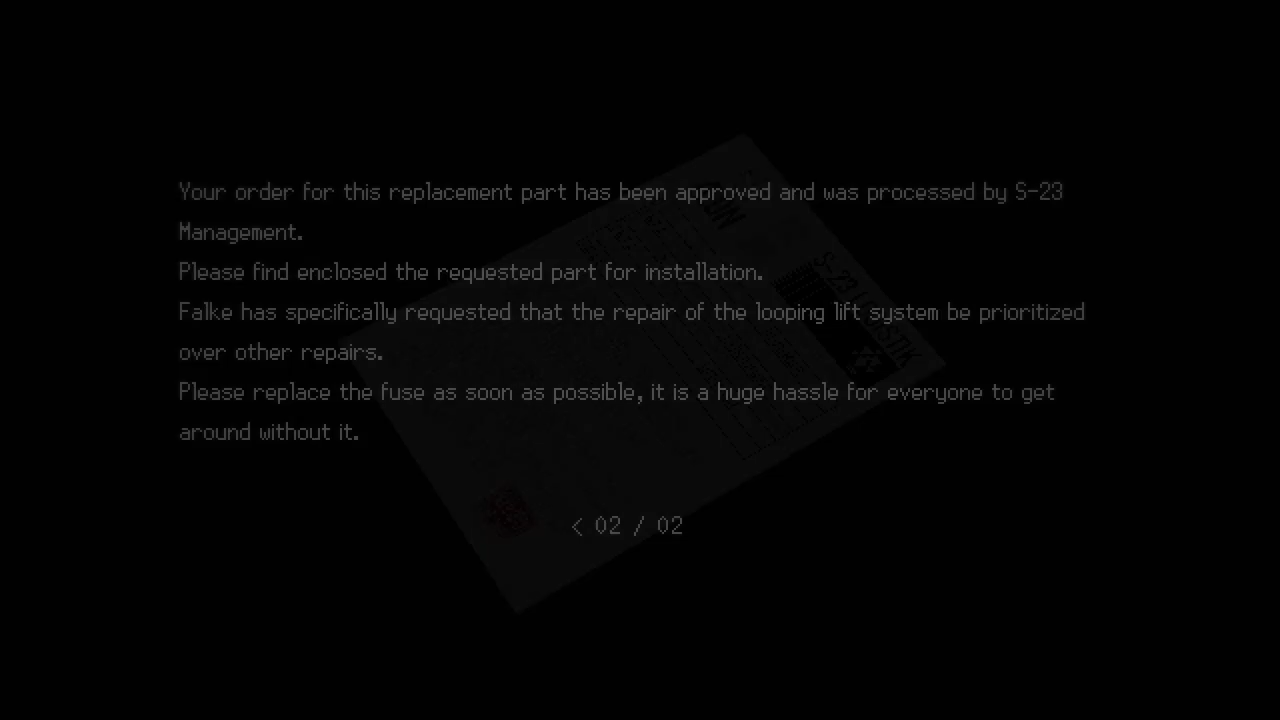 Your order for this replacement part has been approved and was processed by S-23
Management.
Please find enclosed the requested part for installation.
Falke has specifically requested that the repair of the looping lift system be prioritized
over other repairs.
Please replace the fuse as soon as possible, it is a huge hassle for everyone to get
around without it.
< 02 / 02
S-23 LOGISTIK